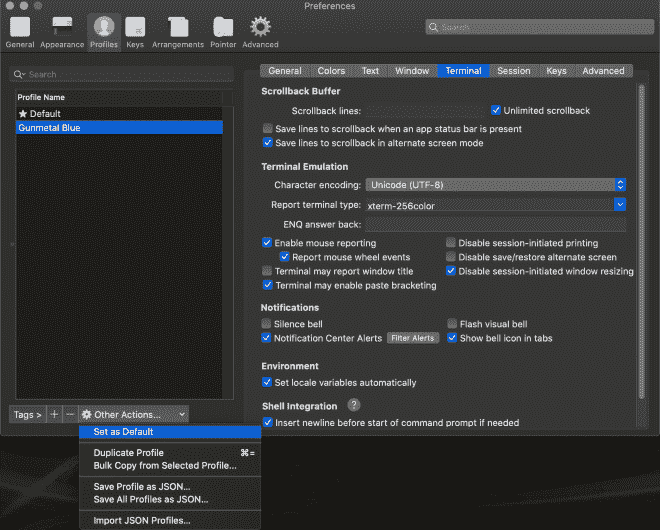 Preferences
General Appearance Profiles Keys Arrangements Pointer Advanced
Search
Search
Profile Name
★ Default
Gunmetal Blue
Tags > + − Other Actions...
Set as Default
Duplicate Profile ⌘=
Bulk Copy from Selected Profile...
Save Profile as JSON...
Save All Profiles as JSON...
Import JSON Profiles...
General Colors Text Window Terminal Session Keys Advanced
Scrollback Buffer
Scrollback lines: Unlimited scrollback
Save lines to scrollback when an app status bar is present
Save lines to scrollback in alternate screen mode
Terminal Emulation
Character encoding: Unicode (UTF-8)
Report terminal type: xterm-256color
ENQ answer back:
Enable mouse reporting Disable session-initiated printing
Report mouse wheel events Disable save/restore alternate screen
Terminal may report window title Disable session-initiated window resizing
Terminal may enable paste bracketing
Notifications
Silence bell Flash visual bell
Notification Center Alerts Filter Alerts Show bell icon in tabs
Environment
Set locale variables automatically
Shell Integration ?
Insert newline before start of command prompt if needed